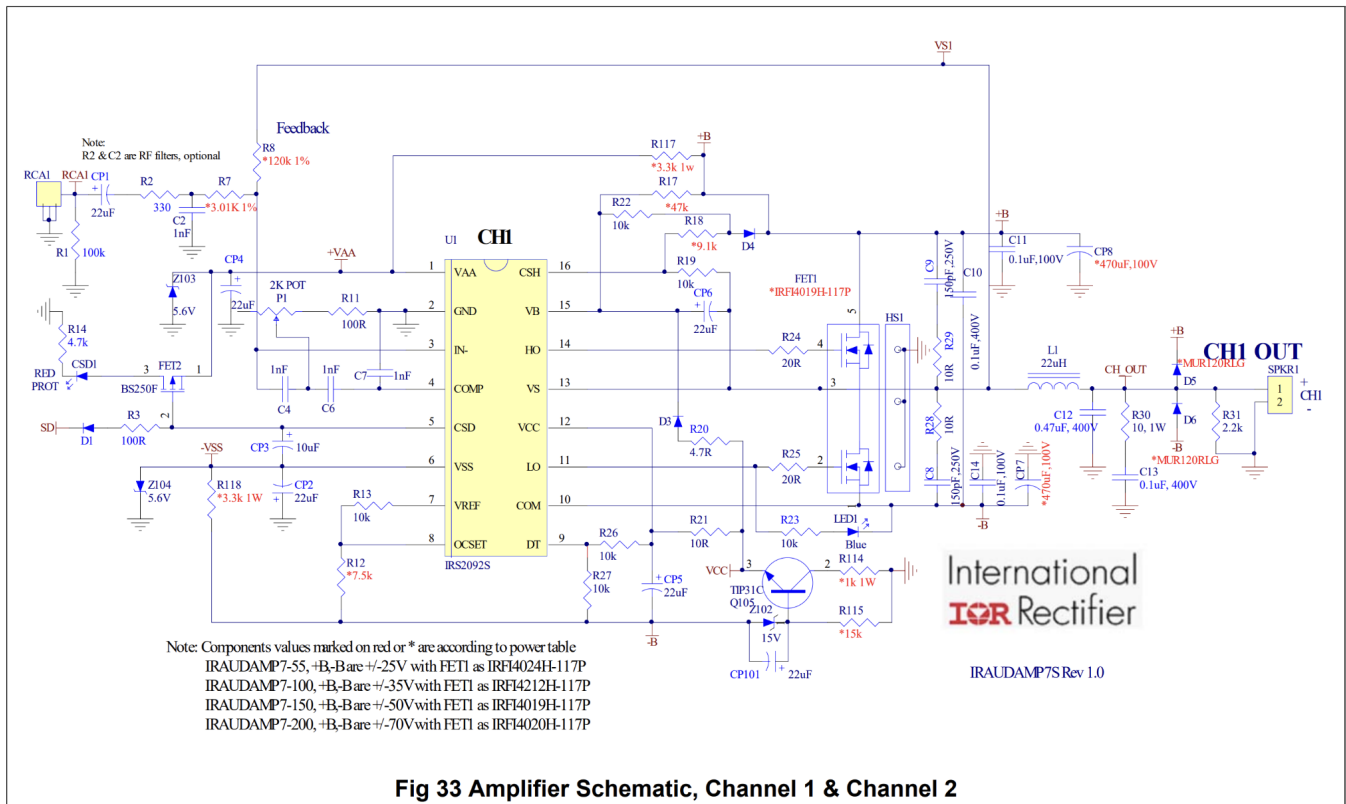 VS1
Feedback
Note:
R2 & C2 are RF filters, optional
R8
*120k 1%
+B
R117
*3.3k 1w
RCA1
RCA1
CP1
+
22uF
R2
330
R7
*3.01K 1%
C2
1nF
R1
100k
R17
*47k
R22
10k
R18
*9.1k
D4
+B
U1
CH1
CP4
+
22uF
+VAA
Z103
5.6V
2K POT
P1
R11
100R
1 VAA CSH 16
2 GND VB 15
3 IN- HO 14
4 COMP VS 13
5 CSD VCC 12
6 VSS LO 11
7 VREF COM 10
8 OCSET DT 9
IRS2092S
R19
10k
CP6
+
22uF
FET1
*IRFI4019H-117P
HS1
C9
150pF,250V
C10
0.1uF,400V
C11
0.1uF,100V
CP8
*470uF,100V
R14
4.7k
RED
PROT
CSD1
3
FET2
1
BS250F
2
1nF
C4
1nF
C6
C7
1nF
R24
20R
4
5
3
R29
10R
L1
22uH
CH_OUT
+B
*MUR120RLG
D5
CH1 OUT
SPKR1
1
2
+
CH1
-
SD
D1
R3
100R
CP3
+
10uF
D3
R20
4.7R
R25
20R
2
1
R28
10R
C8
150pF,250V
C14
0.1uF,100V
CP7
*470uF,100V
-B
C12
0.47uF, 400V
R30
10, 1W
C13
0.1uF, 400V
D6
-B
*MUR120RLG
R31
2.2k
-VSS
Z104
5.6V
R118
*3.3k 1W
CP2
22uF
+
R13
10k
R12
*7.5k
R26
10k
R27
10k
R21
10R
R23
10k
LED1
Blue
CP5
+
22uF
-B
VCC
3
2
TIP31C
Q105
R114
*1k 1W
Z102
15V
R115
*15k
CP101
+
22uF
International
IOR Rectifier
IRAUDAMP7S Rev 1.0
Note: Components values marked on red or * are according to power table
IRAUDAMP7-55, +B,-B are +/-25V with FET1 as IRFI4024H-117P
IRAUDAMP7-100, +B,-B are +/-35V with FET1 as IRFI4212H-117P
IRAUDAMP7-150, +B,-B are +/-50V with FET1 as IRFI4019H-117P
IRAUDAMP7-200, +B,-B are +/-70V with FET1 as IRFI4020H-117P
Fig 33 Amplifier Schematic, Channel 1 & Channel 2